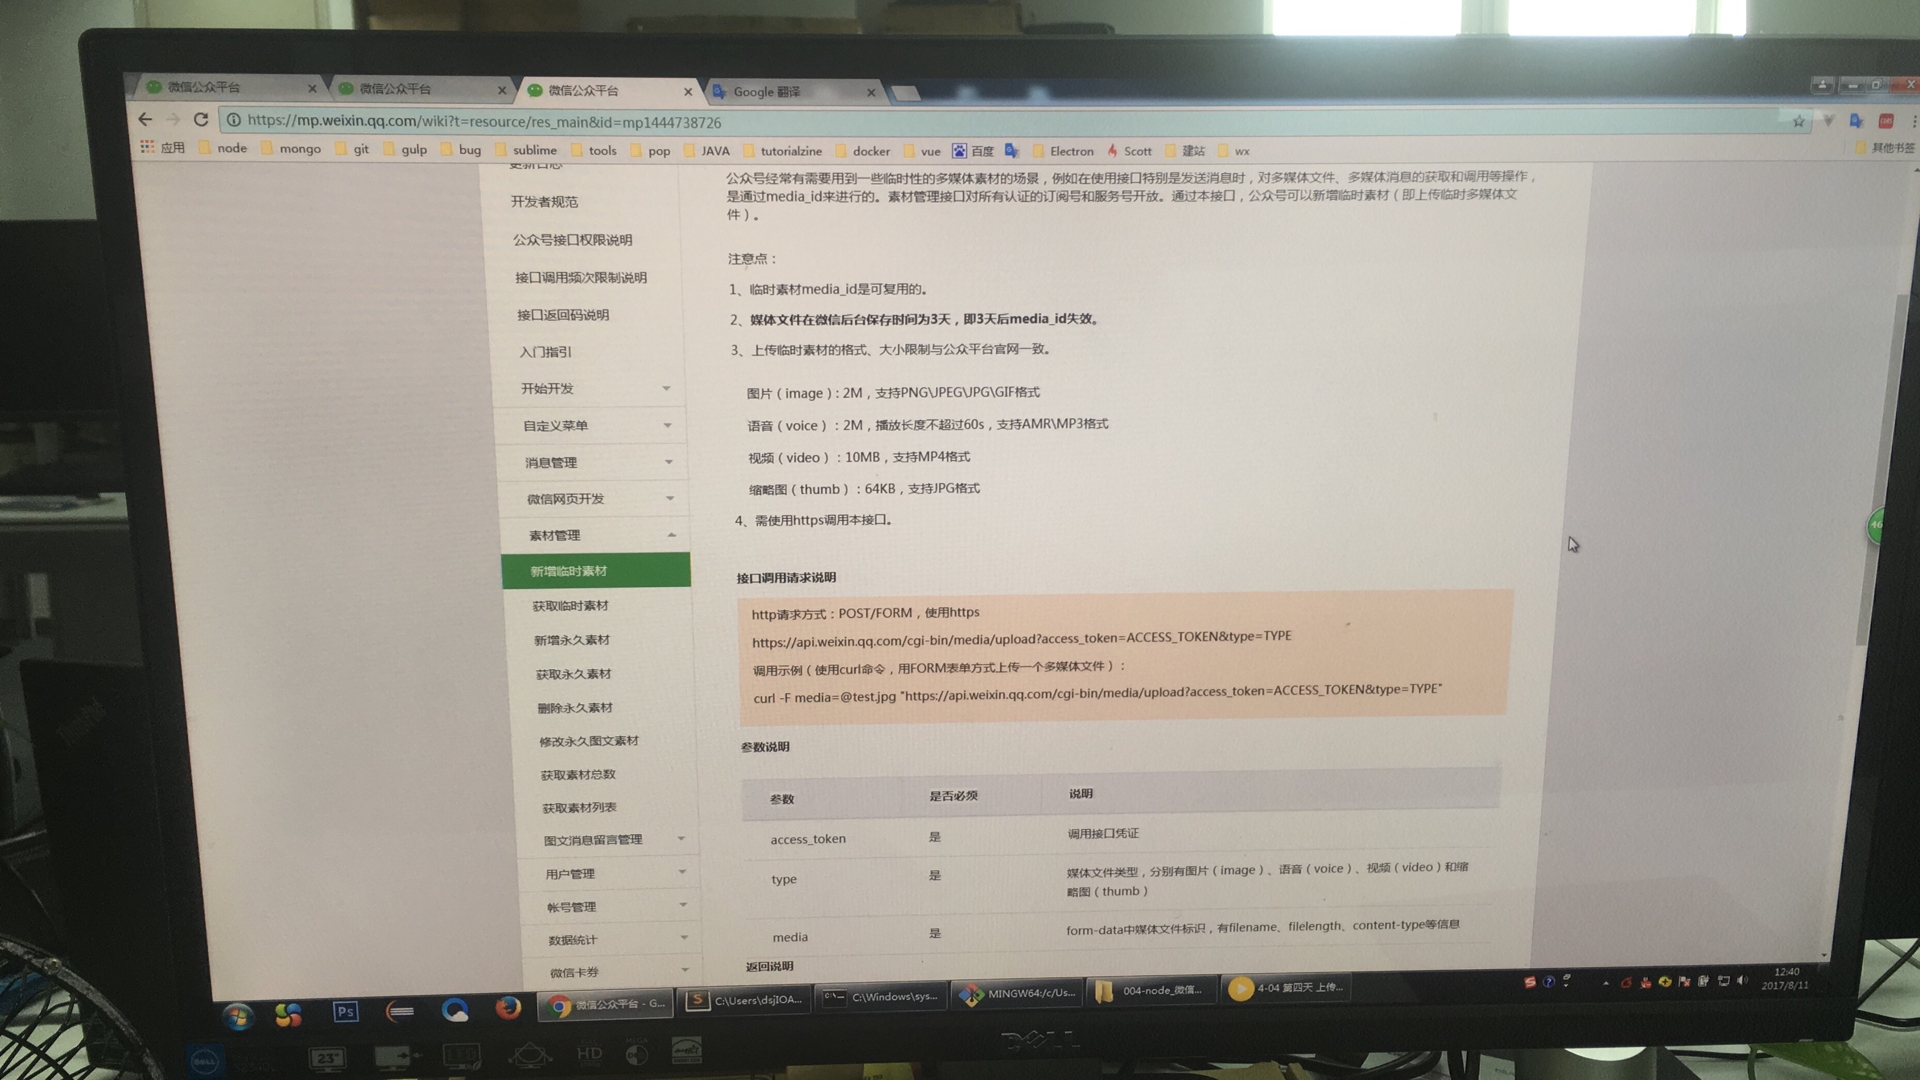 微信公众平台
微信公众平台
微信公众平台
Google 翻译
https://mp.weixin.qq.com/wiki?t=resource/res_main&id=mp1444738726
应用 node mongo git gulp bug sublime tools pop JAVA tutorialzine docker vue 百度 Electron Scott 建站 wx 其他书签
更新日志
开发者规范
公众号接口权限说明
接口调用频次限制说明
接口返回码说明
入门指引
开始开发
自定义菜单
消息管理
微信网页开发
素材管理
新增临时素材
获取临时素材
新增永久素材
获取永久素材
删除永久素材
修改永久图文素材
获取素材总数
获取素材列表
图文消息留言管理
用户管理
帐号管理
数据统计
微信卡券
公众号经常有需要用到一些临时性的多媒体素材的场景，例如在使用接口特别是发送消息时，对多媒体文件、多媒体消息的获取和调用等操作，
是通过media_id来进行的。素材管理接口对所有认证的订阅号和服务号开放。通过本接口，公众号可以新增临时素材（即上传临时多媒体文
件）。
注意点：
1、临时素材media_id是可复用的。
2、媒体文件在微信后台保存时间为3天，即3天后media_id失效。
3、上传临时素材的格式、大小限制与公众平台官网一致。
图片（image）: 2M，支持PNG\JPEG\JPG\GIF格式
语音（voice）：2M，播放长度不超过60s，支持AMR\MP3格式
视频（video）：10MB，支持MP4格式
缩略图（thumb）：64KB，支持JPG格式
4、需使用https调用本接口。
接口调用请求说明
http请求方式：POST/FORM，使用https
https://api.weixin.qq.com/cgi-bin/media/upload?access_token=ACCESS_TOKEN&type=TYPE
调用示例（使用curl命令，用FORM表单方式上传一个多媒体文件）：
curl -F media=@test.jpg "https://api.weixin.qq.com/cgi-bin/media/upload?access_token=ACCESS_TOKEN&type=TYPE"
参数说明
参数 是否必须 说明
access_token 是 调用接口凭证
type 是 媒体文件类型，分别有图片（image）、语音（voice）、视频（video）和缩
略图（thumb）
media 是 form-data中媒体文件标识，有filename、filelength、content-type等信息
返回说明
46
Ps
微信公众平台 - G...
C:\Users\dsjIOA...
C:\Windows\sys...
MINGW64:/c/Us...
004-node_微信...
4-04 第四天 上传...
12:40
2017/8/11
DELL
DELL
23"
HD